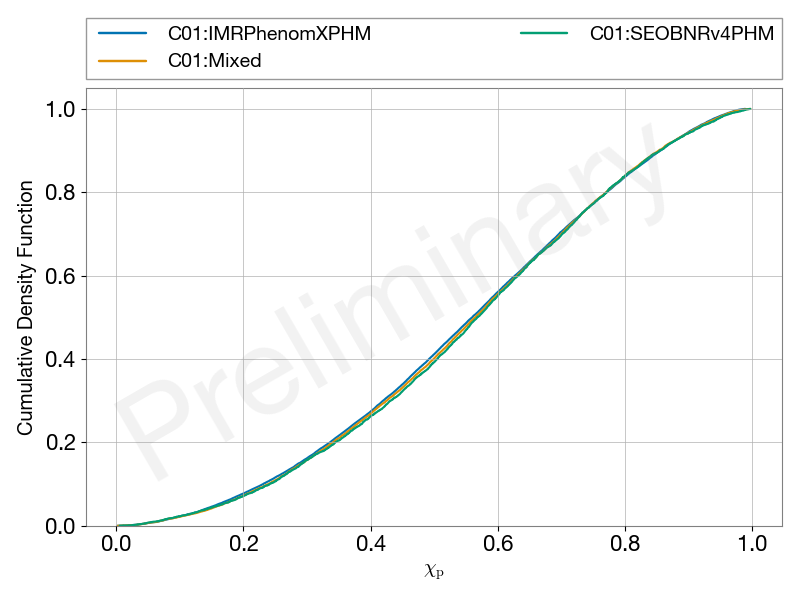 C01:IMRPhenomXPHM
C01:Mixed
C01:SEOBNRv4PHM
Preliminary
Cumulative Density Function
1.0
0.8
0.6
0.4
0.2
0.0
0.0 0.2 0.4 0.6 0.8 1.0
χp